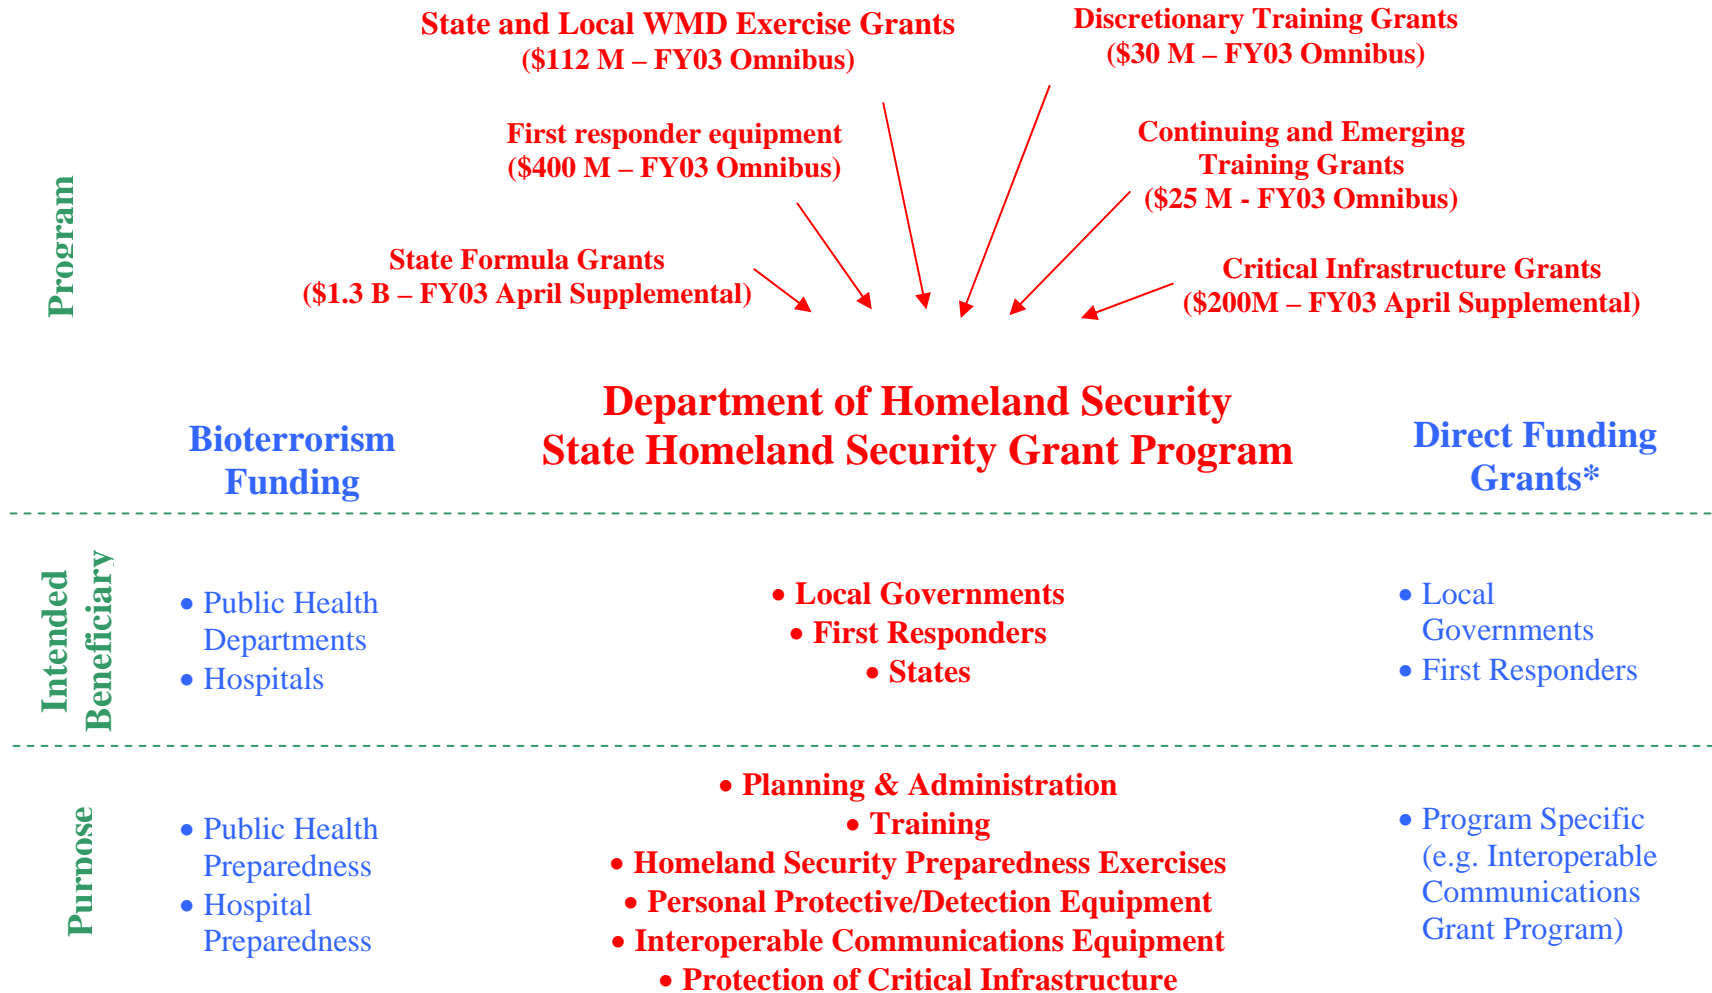 State and Local WMD Exercise Grants
($112 M – FY03 Omnibus)
Discretionary Training Grants
($30 M – FY03 Omnibus)
First responder equipment
($400 M – FY03 Omnibus)
Continuing and Emerging
Training Grants
($25 M - FY03 Omnibus)
State Formula Grants
($1.3 B – FY03 April Supplemental)
Critical Infrastructure Grants
($200M – FY03 April Supplemental)
Program
Bioterrorism
Funding
Department of Homeland Security
State Homeland Security Grant Program
Direct Funding
Grants*
Intended
Beneficiary
• Public Health
Departments
• Hospitals
• Local Governments
• First Responders
• States
• Local
Governments
• First Responders
Purpose
• Public Health
Preparedness
• Hospital
Preparedness
• Planning & Administration
• Training
• Homeland Security Preparedness Exercises
• Personal Protective/Detection Equipment
• Interoperable Communications Equipment
• Protection of Critical Infrastructure
• Program Specific
(e.g. Interoperable
Communications
Grant Program)